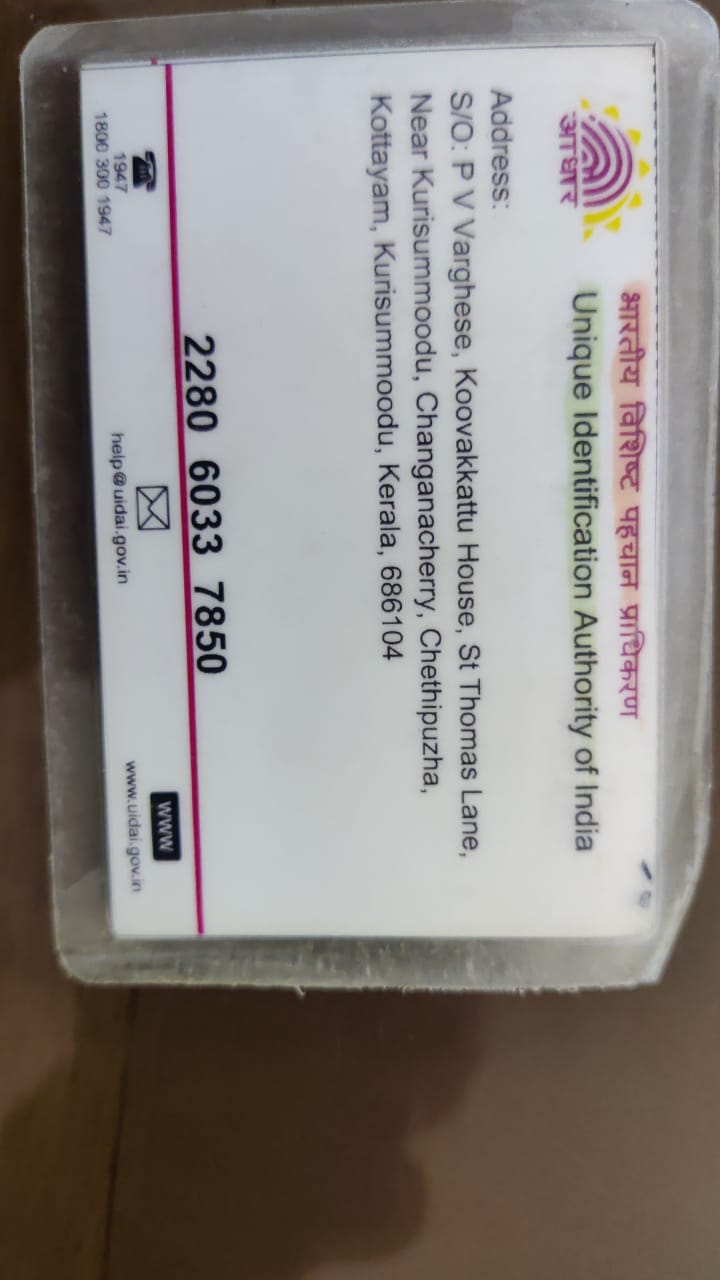 भारतीय विशिष्ट पहचान प्राधिकरण
Unique Identification Authority of India
आधार
Address:
S/O: P V Varghese, Koovakkattu House, St Thomas Lane,
Near Kurisummoodu, Changanacherry, Chethipuzha,
Kottayam, Kurisummoodu, Kerala, 686104
2280 6033 7850
1947
1800 300 1947
help@uidai.gov.in
www
www.uidai.gov.in